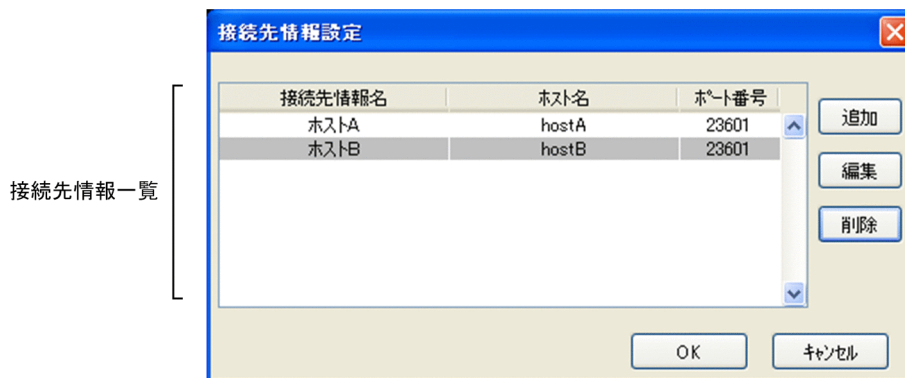 接続先情報設定
接続先情報名 ホスト名 ポート番号
ホストA hostA 23601
ホストB hostB 23601
追加
編集
削除
接続先情報一覧
OK キャンセル